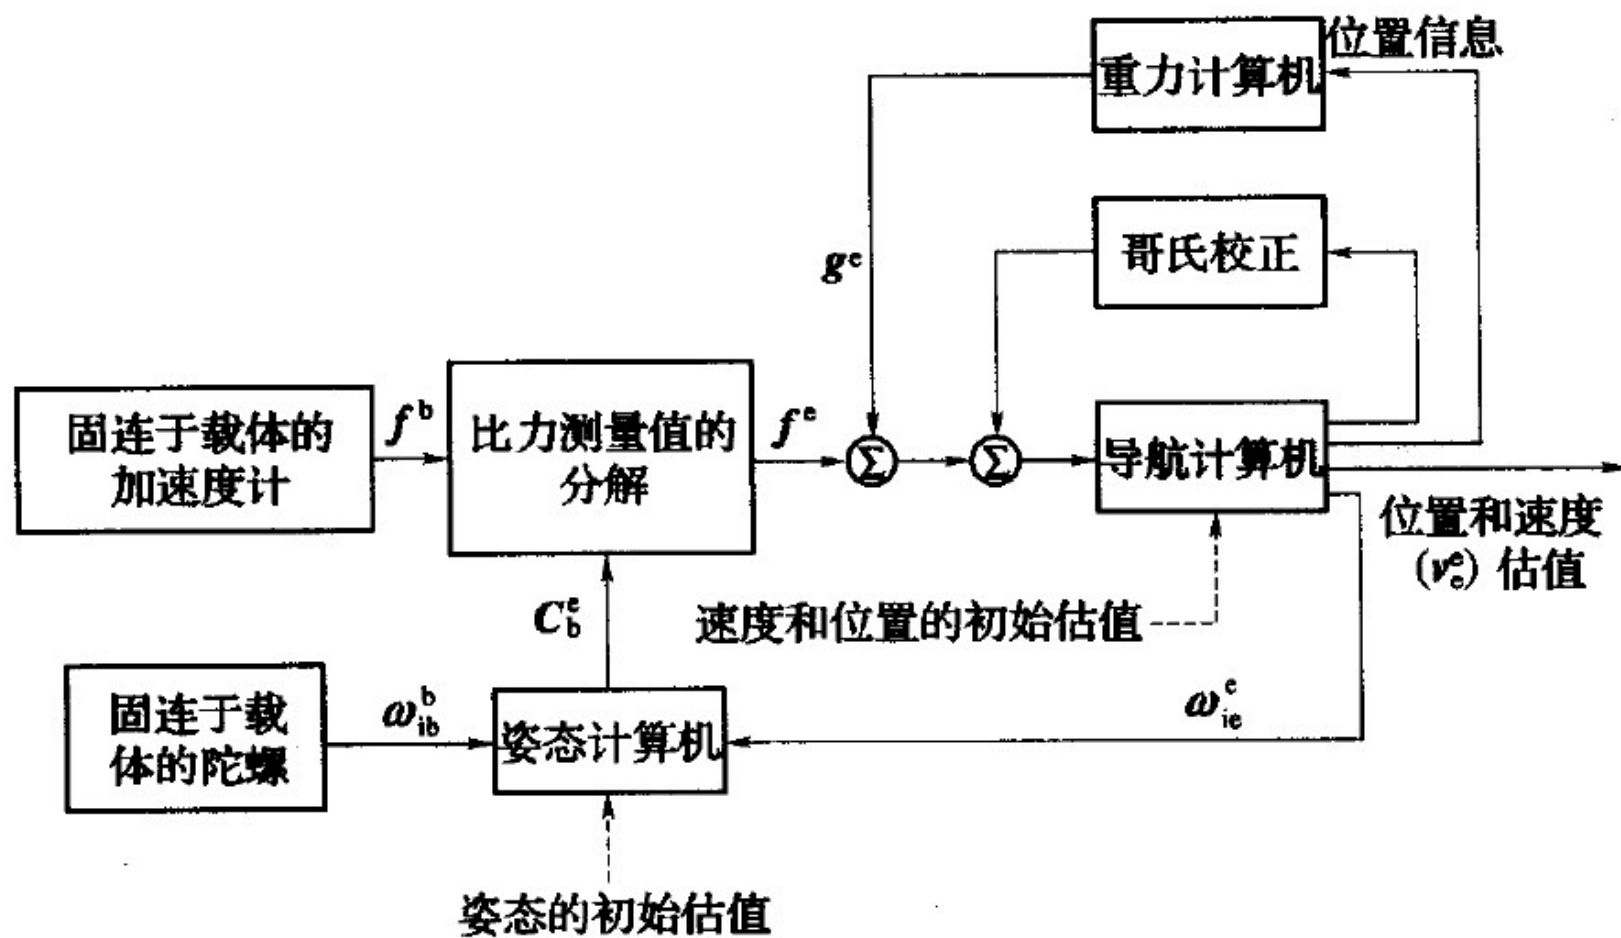 位置信息
重力计算机
哥氏校正
g^e
固连于载体的
加速度计
f^b
比力测量值的
分解
f^e
Σ
Σ
导航计算机
位置和速度
(v_e^e) 估值
C_b^e
速度和位置的初始估值
固连于载
体的陀螺
ω_ib^b
姿态计算机
ω_ie^e
姿态的初始估值